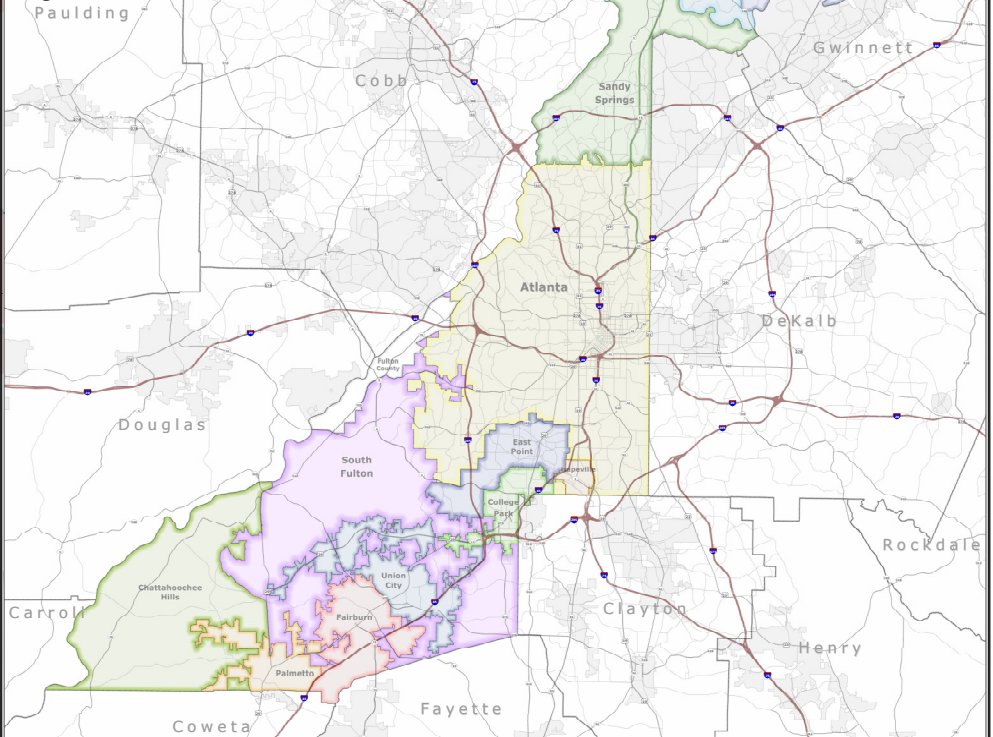 Paulding
Gwinnett
Cobb
Sandy
Springs
Atlanta
DeKalb
Fulton
County
Douglas
East
Point
South
Fulton
Hapeville
College
Park
Rockdale
Union
City
Chattahoochee
Hills
Carroll
Clayton
Fairburn
Henry
Palmetto
Fayette
Coweta